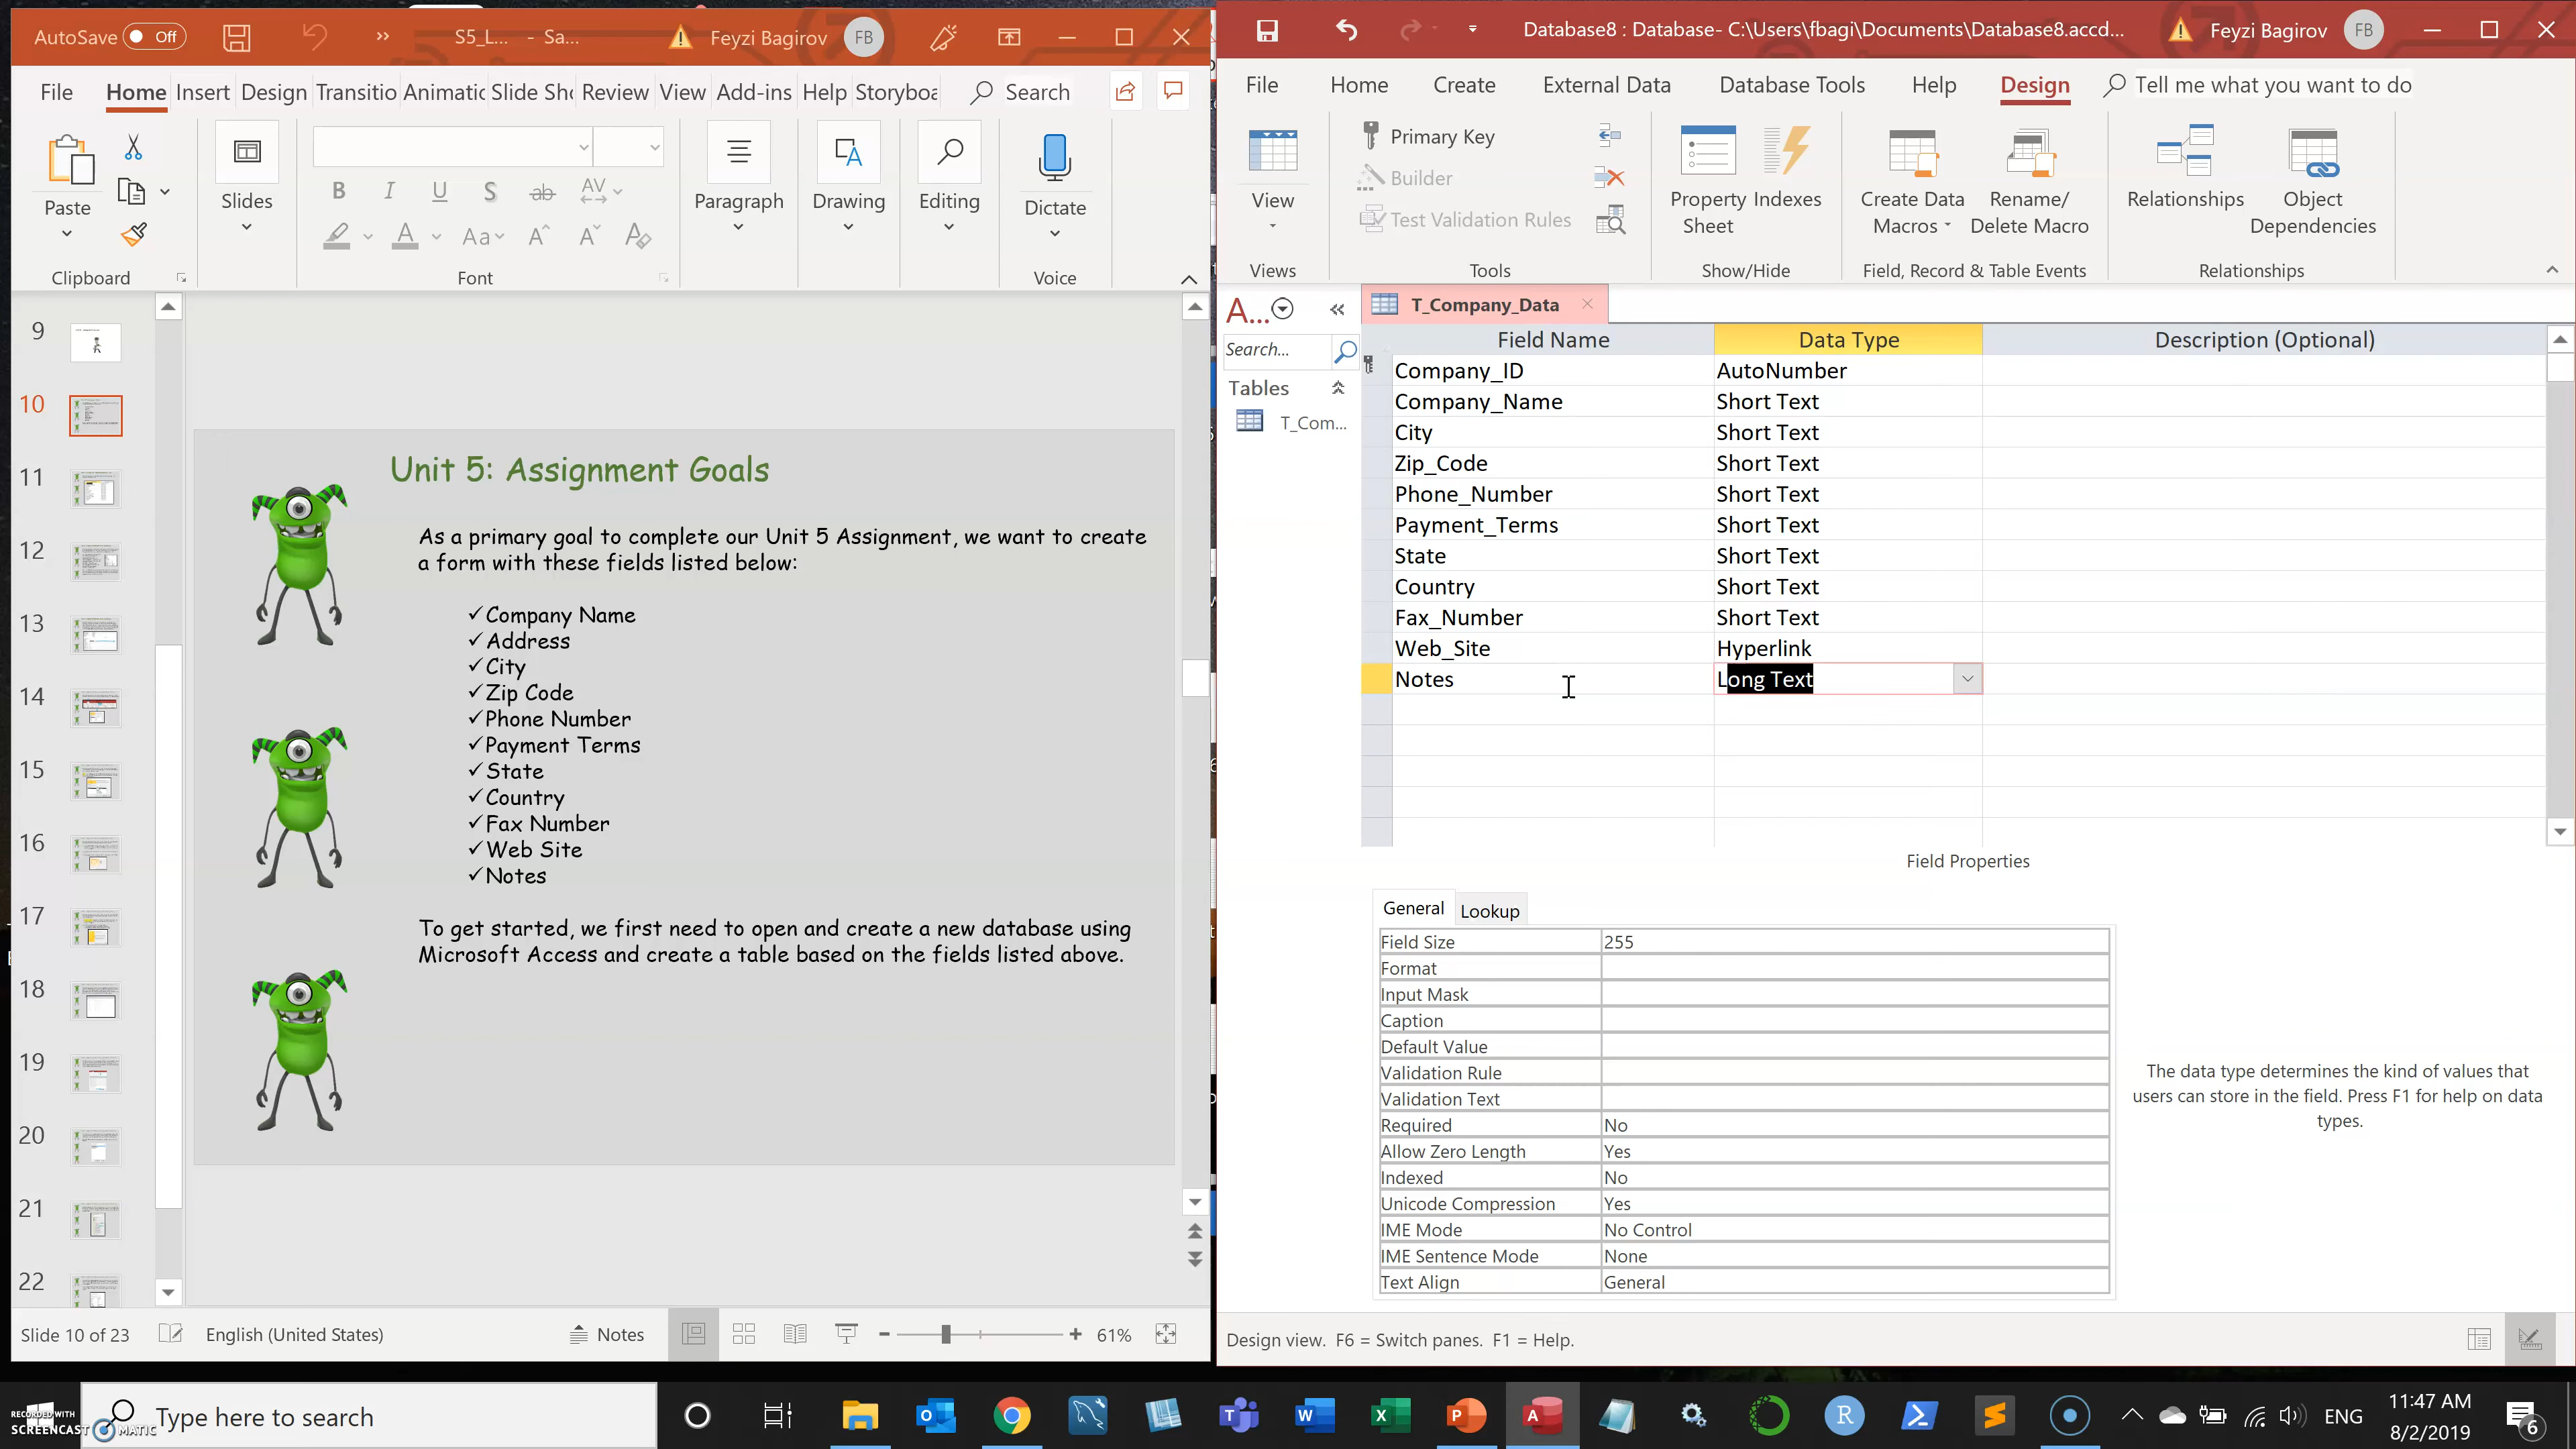 AutoSave Off S5_L... - Sa... Feyzi Bagirov FB
File Home Insert Design Transitio Animatic Slide Sho Review View Add-ins Help Storyboa Search
Paste
Clipboard
Font
Slides
Paragraph
Drawing
Editing
Dictate
Voice
9
10
11
12
13
14
15
16
17
18
19
20
21
22
Unit 5: Assignment Goals
As a primary goal to complete our Unit 5 Assignment, we want to create
a form with these fields listed below:
✓Company Name
✓Address
✓City
✓Zip Code
✓Phone Number
✓Payment Terms
✓State
✓Country
✓Fax Number
✓Web Site
✓Notes
To get started, we first need to open and create a new database using
Microsoft Access and create a table based on the fields listed above.
Slide 10 of 23 English (United States) Notes 61%
Database8 : Database- C:\Users\fbagi\Documents\Database8.accd... Feyzi Bagirov FB
File Home Create External Data Database Tools Help Design Tell me what you want to do
View
Views
Primary Key
Builder
Test Validation Rules
Tools
Property Sheet
Indexes
Show/Hide
Create Data Macros
Rename/ Delete Macro
Field, Record & Table Events
Relationships
Object Dependencies
Relationships
A...
Search...
Tables
T_Com...
T_Company_Data
Field Name Data Type Description (Optional)
Company_ID AutoNumber
Company_Name Short Text
City Short Text
Zip_Code Short Text
Phone_Number Short Text
Payment_Terms Short Text
State Short Text
Country Short Text
Fax_Number Short Text
Web_Site Hyperlink
Notes Long Text
Field Properties
General Lookup
Field Size 255
Format
Input Mask
Caption
Default Value
Validation Rule
Validation Text
Required No
Allow Zero Length Yes
Indexed No
Unicode Compression Yes
IME Mode No Control
IME Sentence Mode None
Text Align General
The data type determines the kind of values that
users can store in the field. Press F1 for help on data
types.
Design view. F6 = Switch panes. F1 = Help.
RECORDED WITH
SCREENCAST MATIC
Type here to search
ENG
11:47 AM
8/2/2019
6